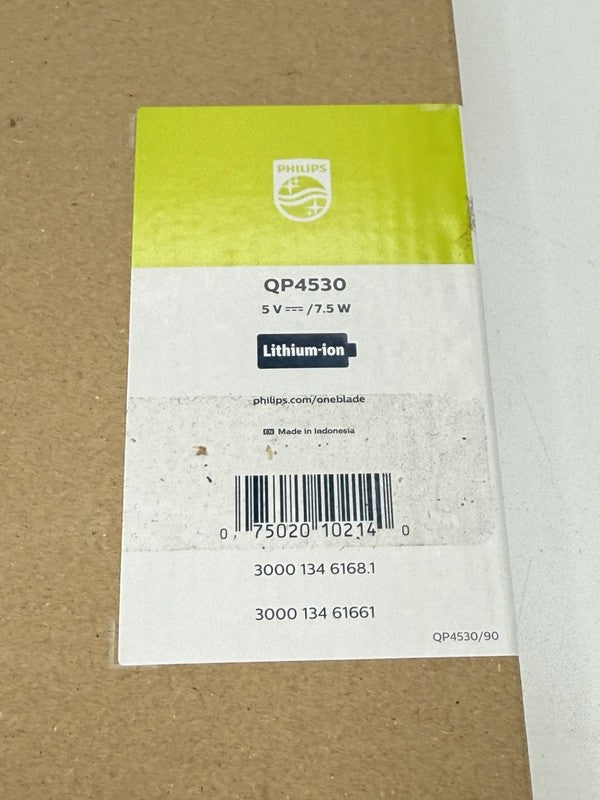 PHILIPS
QP4530
5 V ⎓ / 7.5 W
Lithium-ion
philips.com/oneblade
EN Made in Indonesia
0 75020 10214 0
3000 134 6168.1
3000 134 61661
QP4530/90